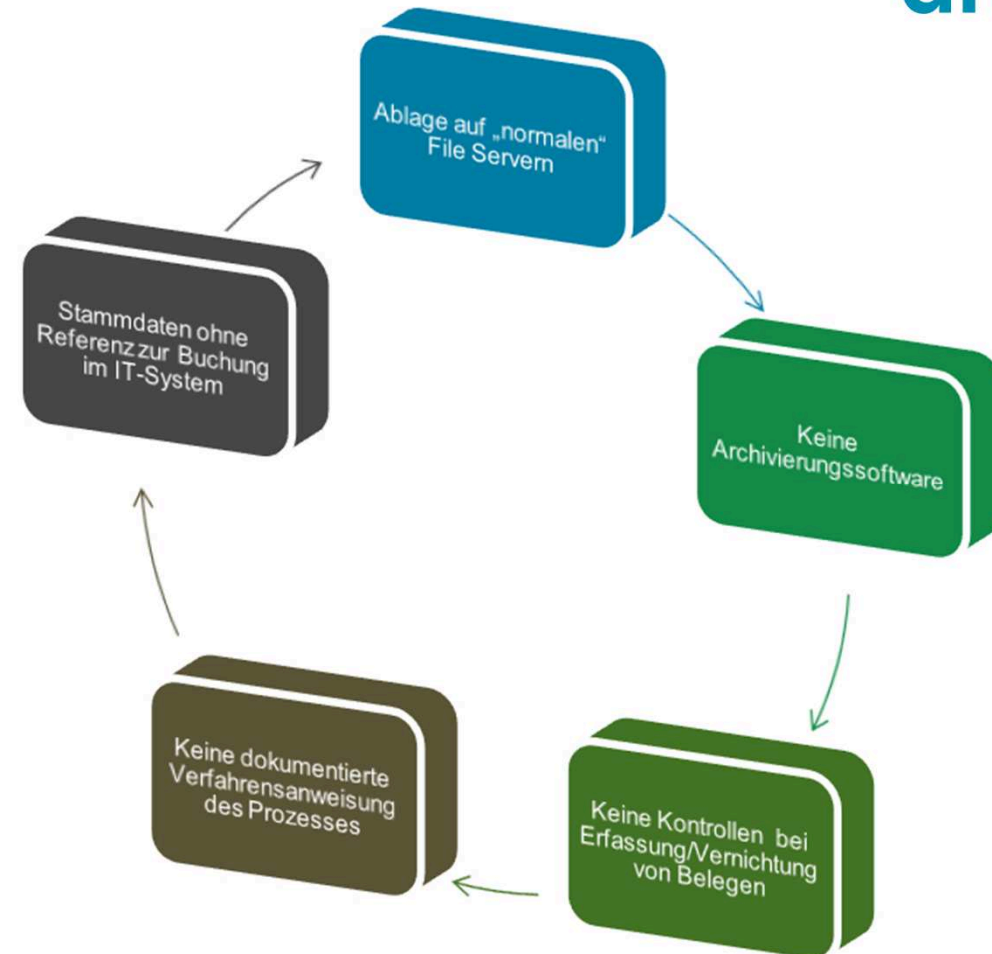 Ablage auf „normalen“
File Servern
Stammdaten ohne
Referenz zur Buchung
im IT-System
Keine
Archivierungssoftware
Keine dokumentierte
Verfahrensanweisung
des Prozesses
Keine Kontrollen bei
Erfassung/Vernichtung
von Belegen